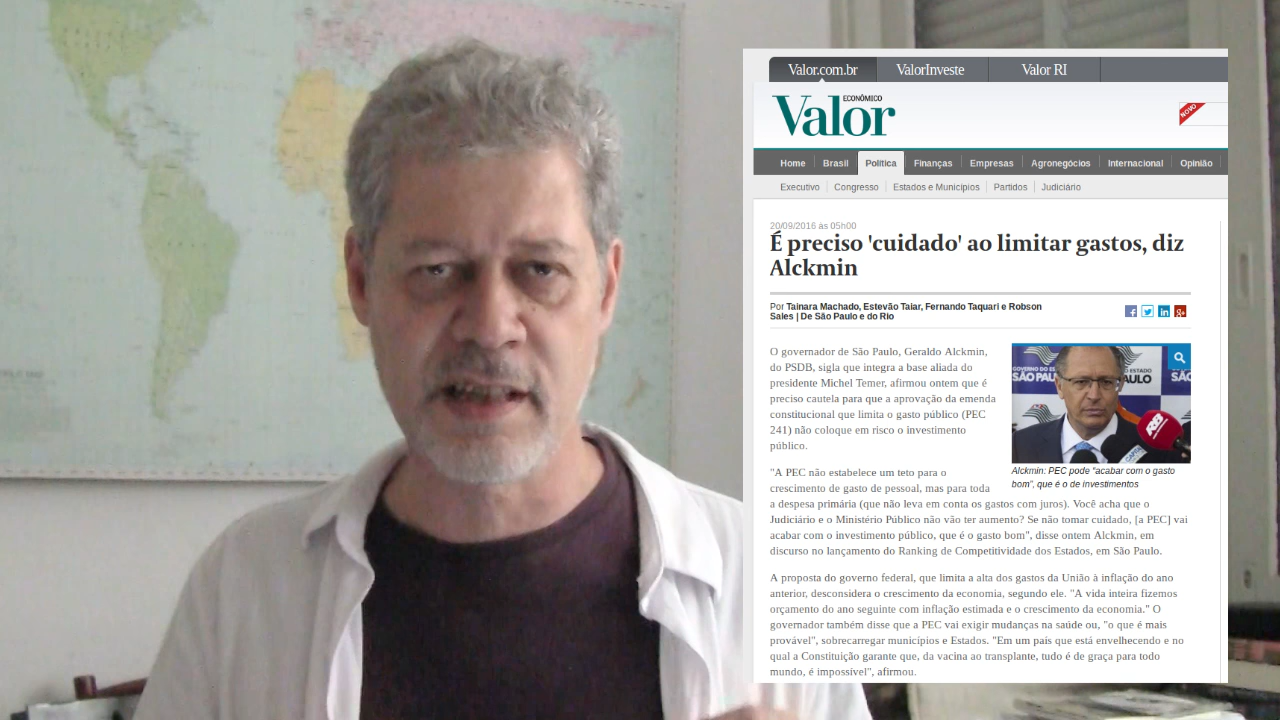 Valor.com.br ValorInveste Valor RI
ECONÔMICO
Valor
NOVO
Home Brasil Política Finanças Empresas Agronegócios Internacional Opinião
Executivo Congresso Estados e Municípios Partidos Judiciário
20/09/2016 às 05h00
É preciso 'cuidado' ao limitar gastos, diz
Alckmin
Por Tainara Machado, Estevão Taiar, Fernando Taquari e Robson
Sales | De São Paulo e do Rio
O governador de São Paulo, Geraldo Alckmin,
do PSDB, sigla que integra a base aliada do
presidente Michel Temer, afirmou ontem que é
preciso cautela para que a aprovação da emenda
constitucional que limita o gasto público (PEC
241) não coloque em risco o investimento
público.
Alckmin: PEC pode "acabar com o gasto
bom", que é o de investimentos
"A PEC não estabelece um teto para o
crescimento de gasto de pessoal, mas para toda
a despesa primária (que não leva em conta os gastos com juros). Você acha que o
Judiciário e o Ministério Público não vão ter aumento? Se não tomar cuidado, [a PEC] vai
acabar com o investimento público, que é o gasto bom", disse ontem Alckmin, em
discurso no lançamento do Ranking de Competitividade dos Estados, em São Paulo.
A proposta do governo federal, que limita a alta dos gastos da União à inflação do ano
anterior, desconsidera o crescimento da economia, segundo ele. "A vida inteira fizemos
orçamento do ano seguinte com inflação estimada e o crescimento da economia." O
governador também disse que a PEC vai exigir mudanças na saúde ou, "o que é mais
provável", sobrecarregar municípios e Estados. "Em um país que está envelhecendo e no
qual a Constituição garante que, da vacina ao transplante, tudo é de graça para todo
mundo, é impossível", afirmou.